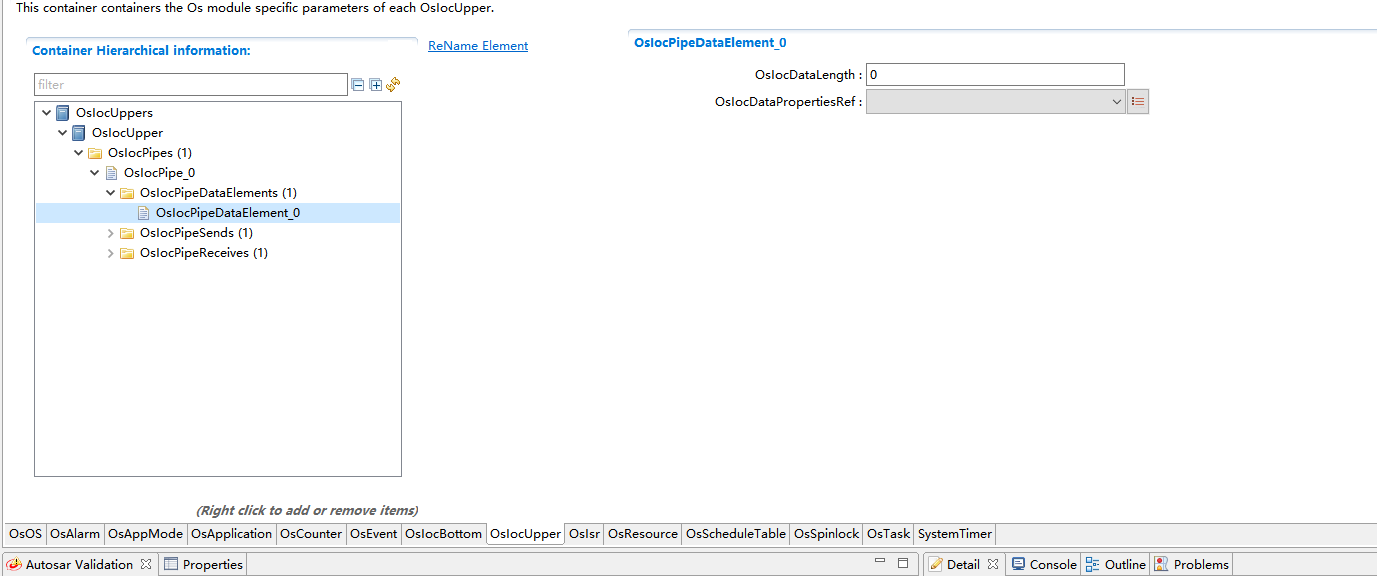 This container containers the Os module specific parameters of each OsIocUpper.
Container Hierarchical information:
ReName Element
filter
OsIocUppers
OsIocUpper
OsIocPipes (1)
OsIocPipe_0
OsIocPipeDataElements (1)
OsIocPipeDataElement_0
OsIocPipeSends (1)
OsIocPipeReceives (1)
(Right click to add or remove items)
OsIocPipeDataElement_0
OsIocDataLength : 0
OsIocDataPropertiesRef :
OsOS OsAlarm OsAppMode OsApplication OsCounter OsEvent OsIocBottom OsIocUpper OsIsr OsResource OsScheduleTable OsSpinlock OsTask SystemTimer
Autosar Validation Properties Detail Console Outline Problems